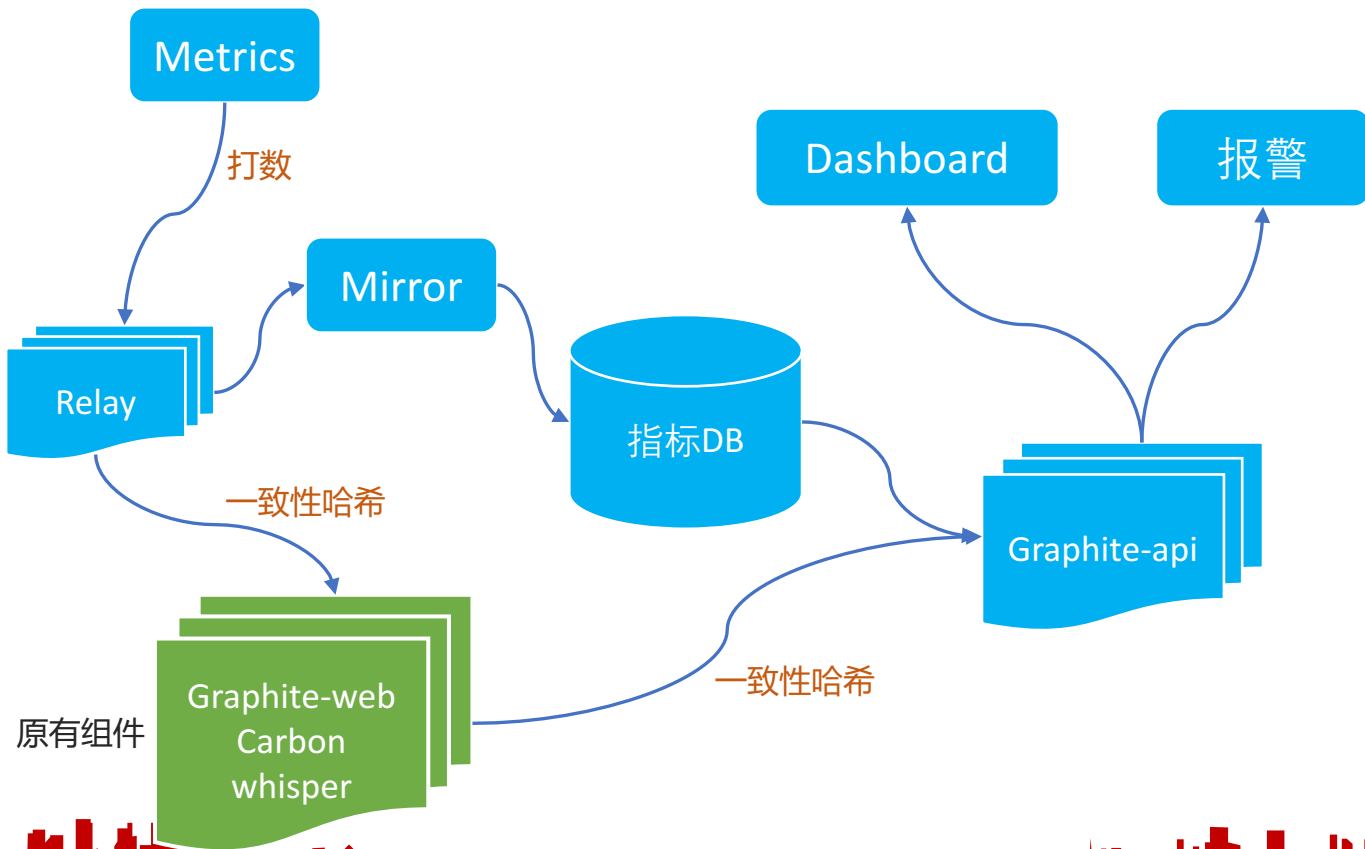 Metrics
打数
Dashboard
报警
Mirror
Relay
指标DB
一致性哈希
Graphite-api
Graphite-web
Carbon
whisper
一致性哈希
原有组件